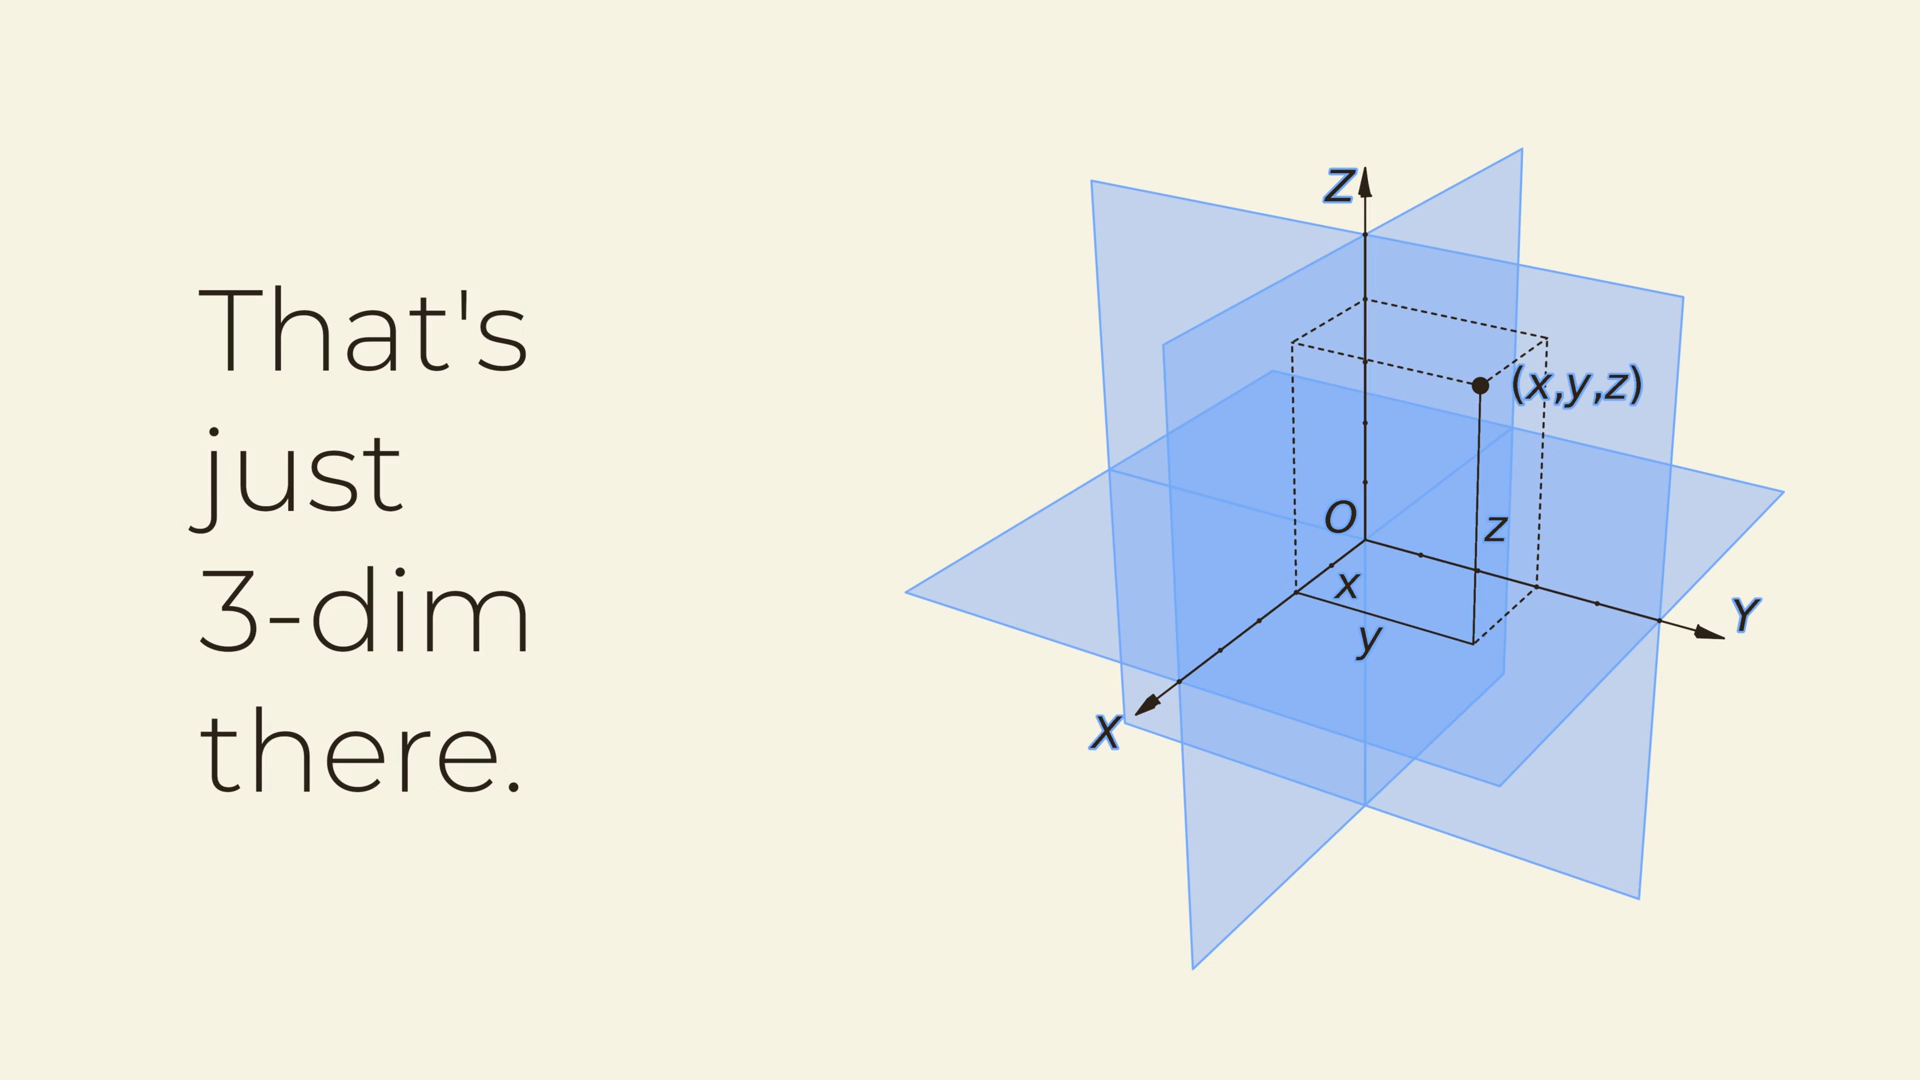 That's
just
3-dim
there.
Z
(x,y,z)
O
z
x
y
Y
X